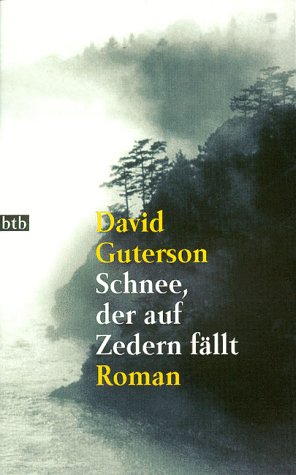 btb
David
Guterson
Schnee,
der auf
Zedern fällt
Roman